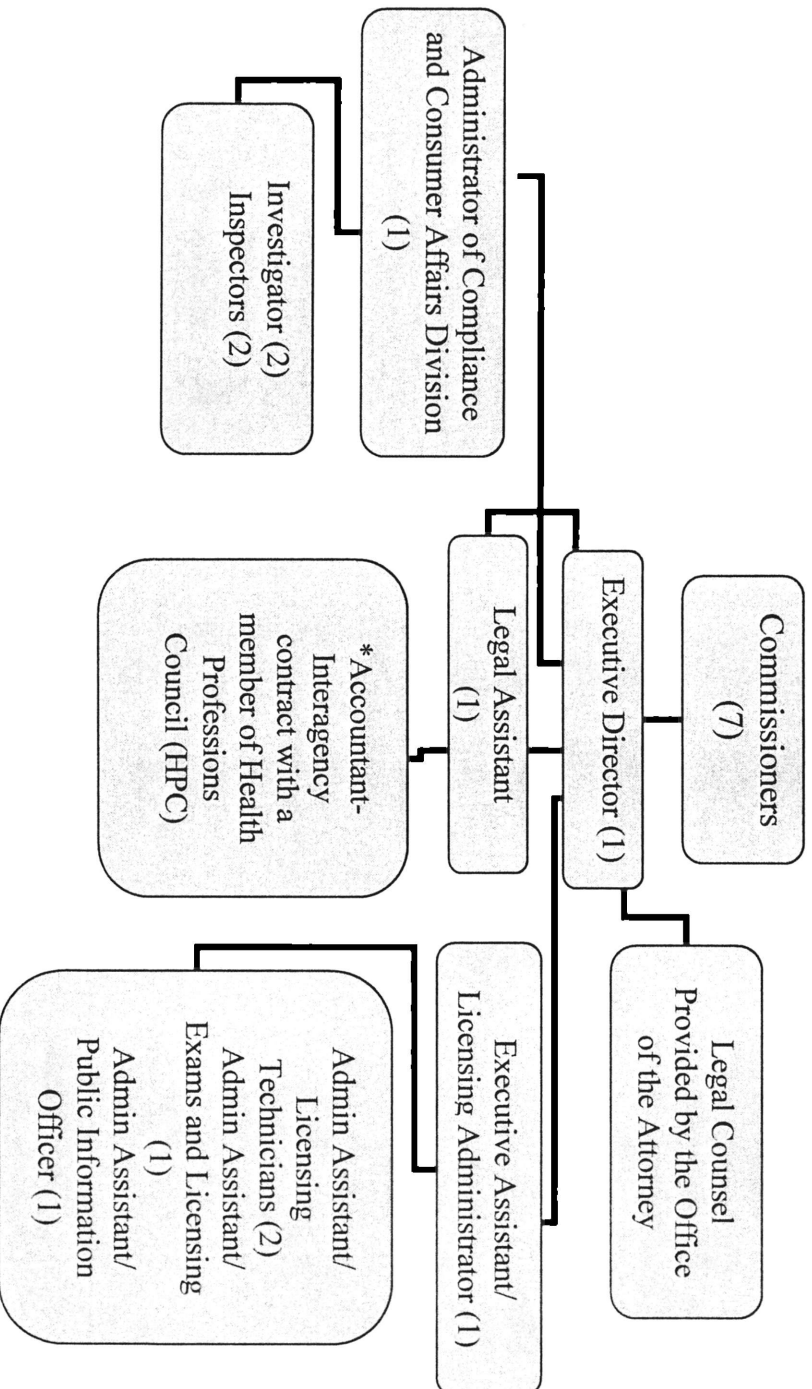 Commissioners
(7)
Legal Counsel
Provided by the Office
of the Attorney
Executive Director (1)
Administrator of Compliance
and Consumer Affairs Division
(1)
Legal Assistant
(1)
Executive Assistant/
Licensing Administrator (1)
Investigator (2)
Inspectors (2)
*Accountant-
Interagency
contract with a
member of Health
Professions
Council (HPC)
Admin Assistant/
Licensing
Technicians (2)
Admin Assistant/
Exams and Licensing
(1)
Admin Assistant/
Public Information
Officer (1)